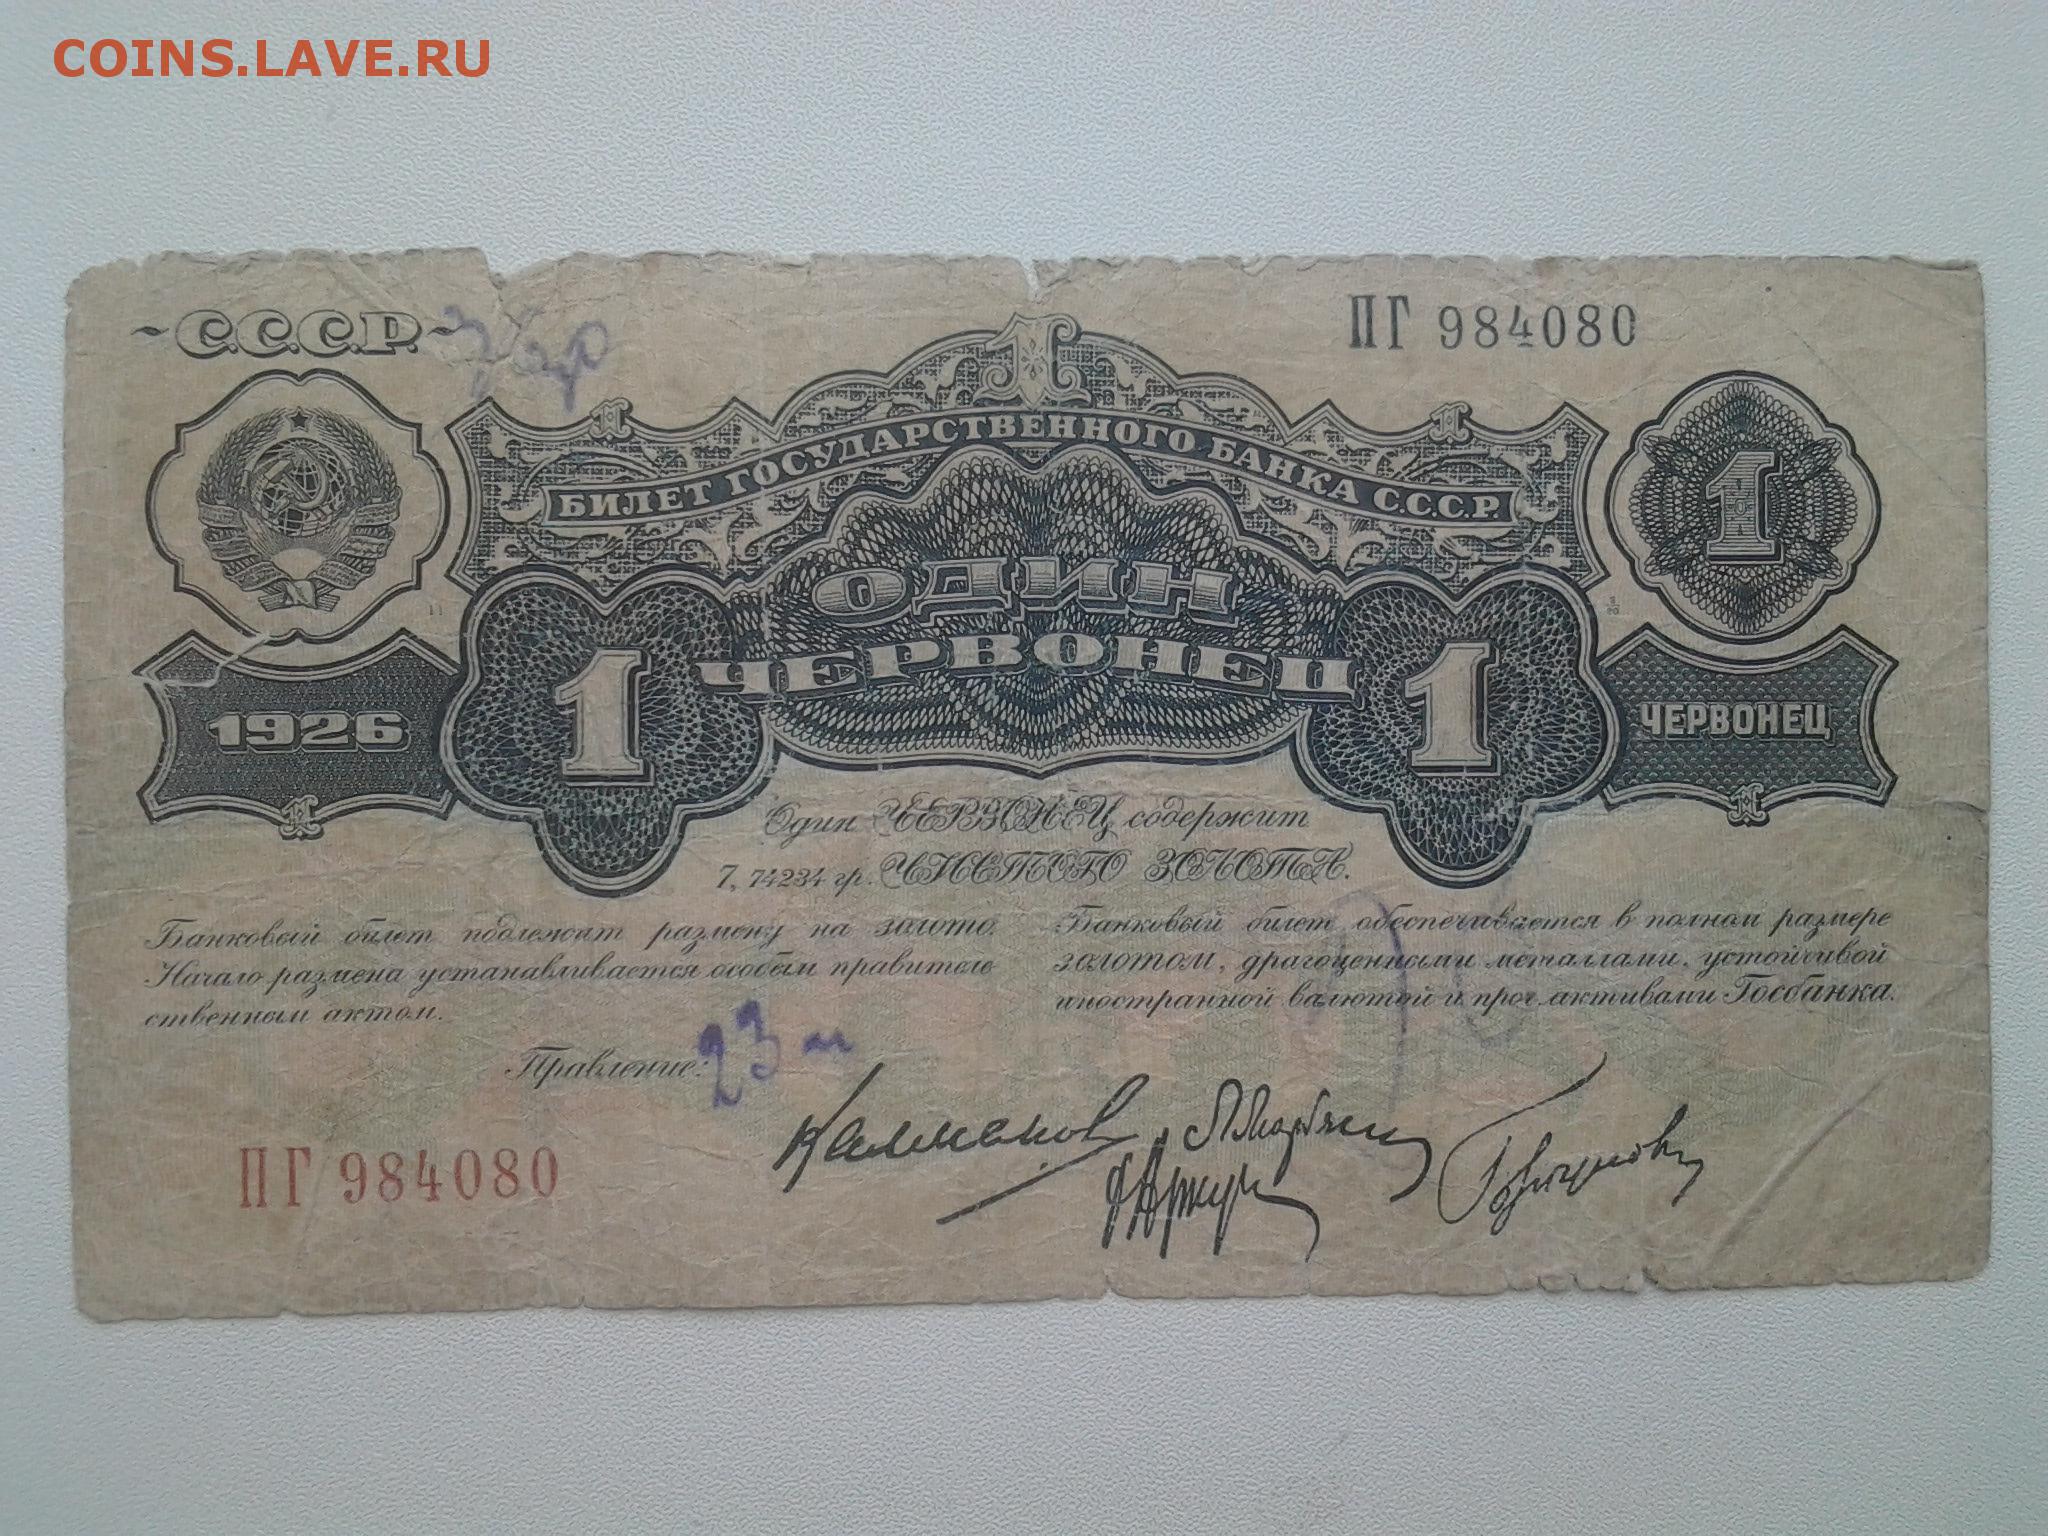 COINS.LAVE.RU
С.С.С.Р.
ПГ 984080
1
БИЛЕТ ГОСУДАРСТВЕННОГО БАНКА С.С.С.Р.
1
ОДИН
ЧЕРВОНЕЦ
1
1
1926
ЧЕРВОНЕЦ
Один ЧЕРВОНЕЦ содержит
7, 74234 гр. ЧИСТОГО ЗОЛОТА.
Банковый билет подлежит размену на золото.
Начало размена устанавливается особым правитель
ственным актом.
Банковый билет обеспечивается в полном размере
золотом, драгоценными металлами, устойчивой
иностранной валютой и проч. активами Госбанка.
23
Правление:
ПГ 984080